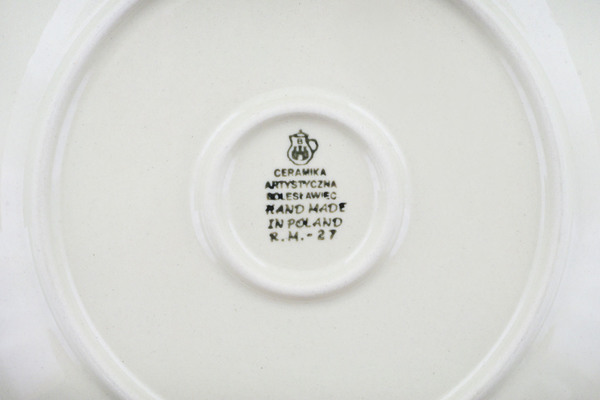 B
CERAMIKA
ARTYSTYCZNA
BOLESŁAWIEC
HAND MADE
IN POLAND
R.M.-27